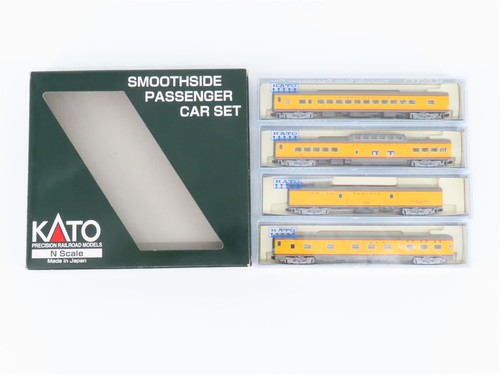 SMOOTHSIDE
PASSENGER
CAR SET
KATO
PRECISION RAILROAD MODELS
N Scale
Made in Japan
KATO
KATO
KATO
KATO